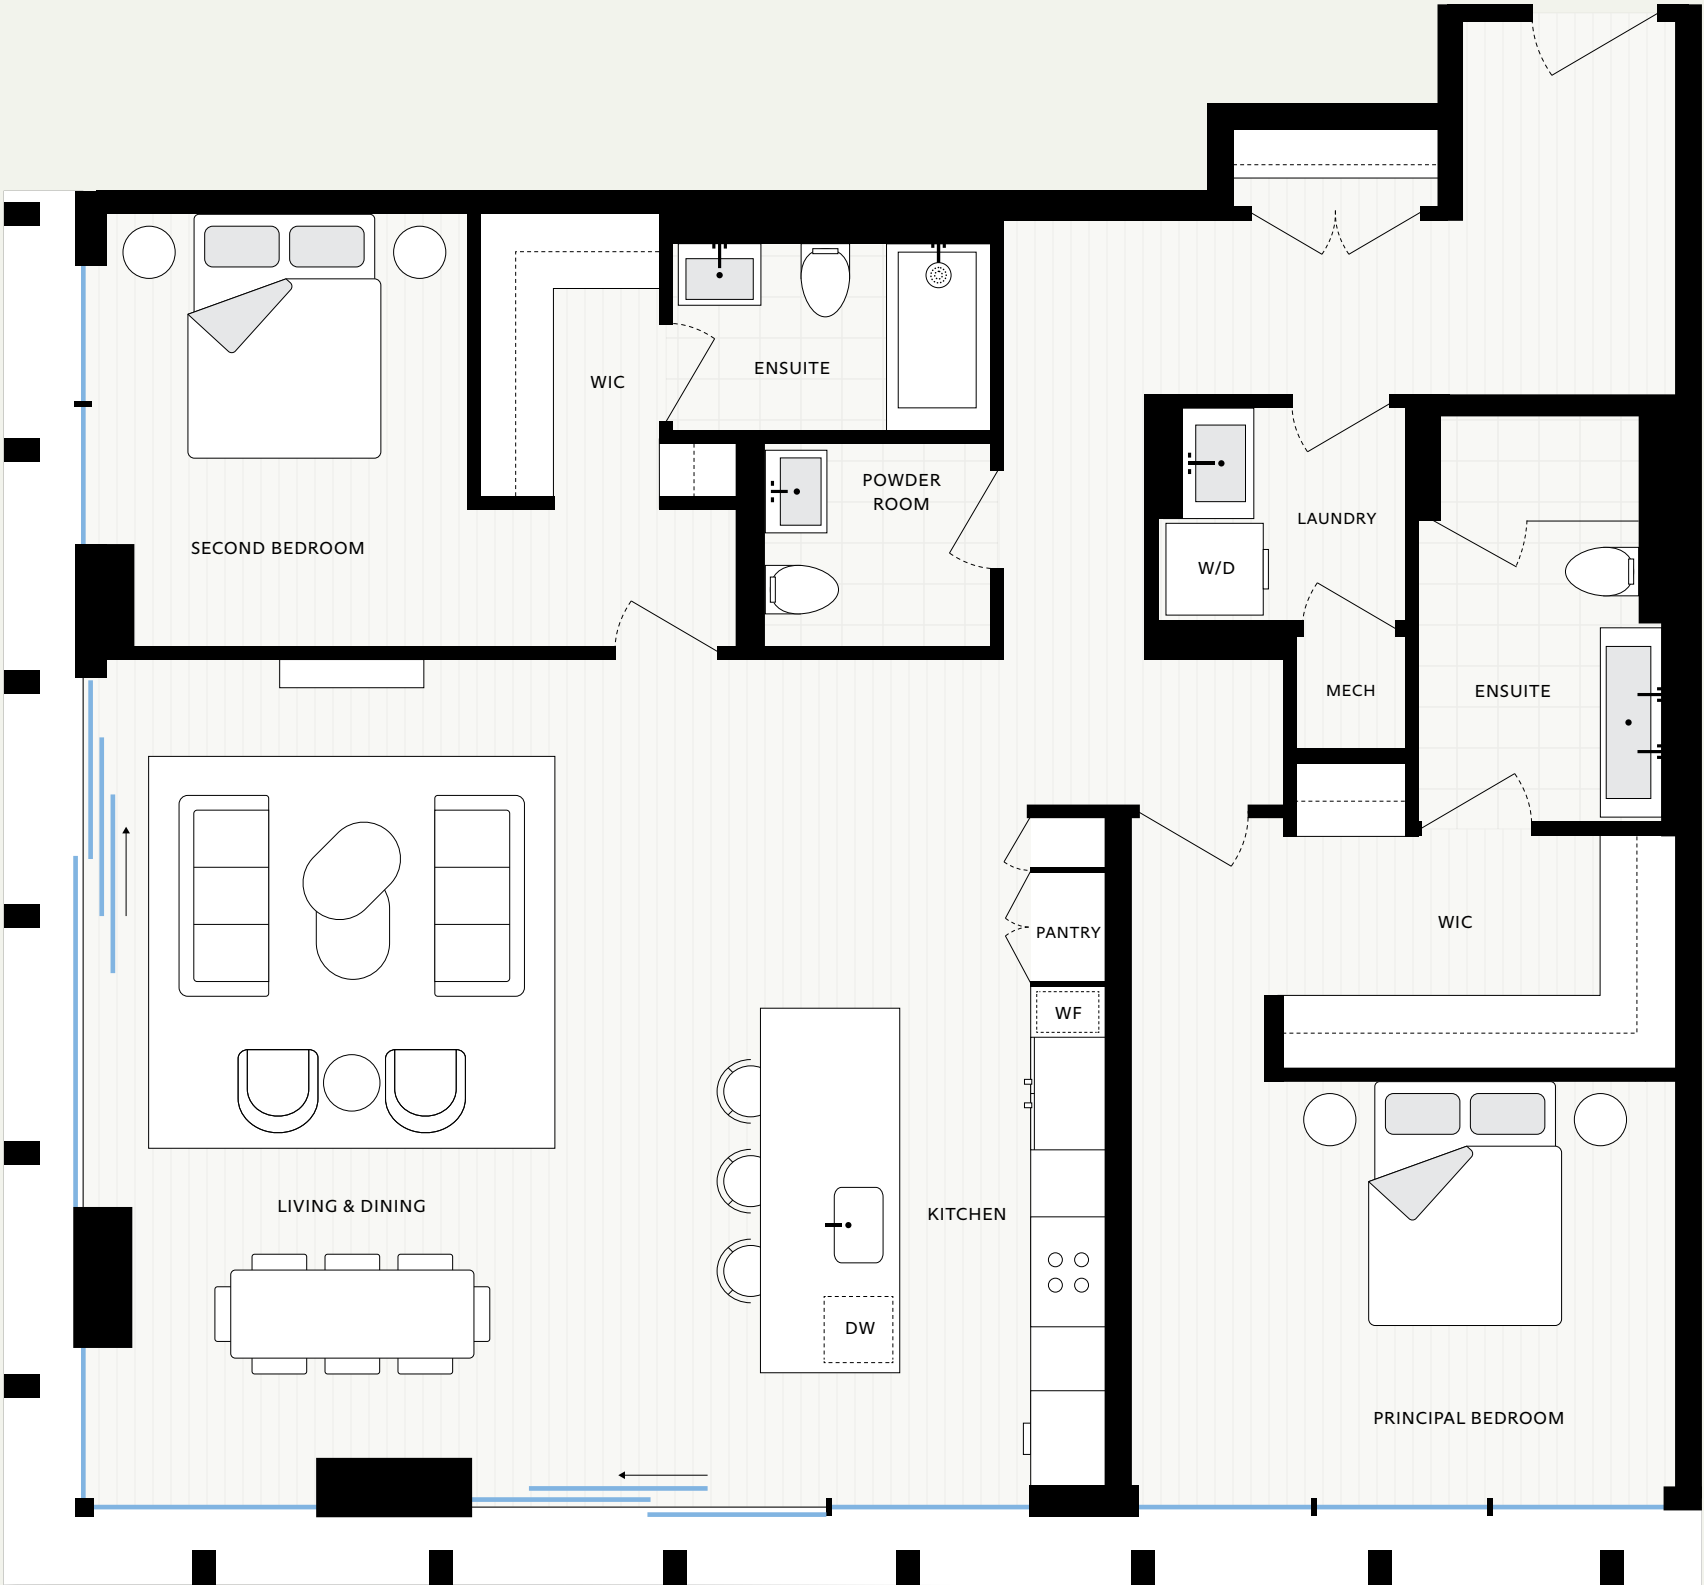 WIC
ENSUITE
POWDER
ROOM
SECOND BEDROOM
LAUNDRY
W/D
MECH
ENSUITE
WIC
PANTRY
WF
LIVING & DINING
KITCHEN
DW
PRINCIPAL BEDROOM